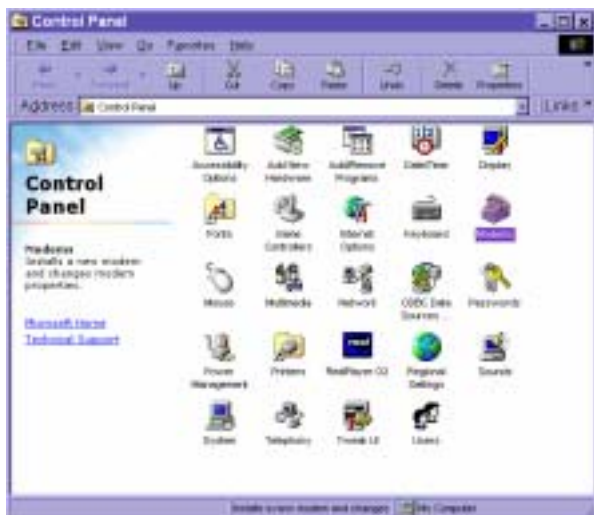 Control Panel
File Edit View Go Favorites Help
Up Cut Copy Paste Undo Delete Properties
Address Control Panel Links
Control
Panel
Modems
Installs a new modem
and changes modem
properties.
Microsoft Home
Technical Support
Accessibility
Options
Add New
Hardware
Add/Remove
Programs
Date/Time
Display
Fonts
Game
Controllers
Internet
Options
Keyboard
Modems
Mouse
Multimedia
Network
ODBC Data
Sources ...
Passwords
Power
Management
Printers
real
RealPlayer G2
Regional
Settings
Sounds
System
Telephony
Tweak UI
Users
Installs a new modem and changes
My Computer